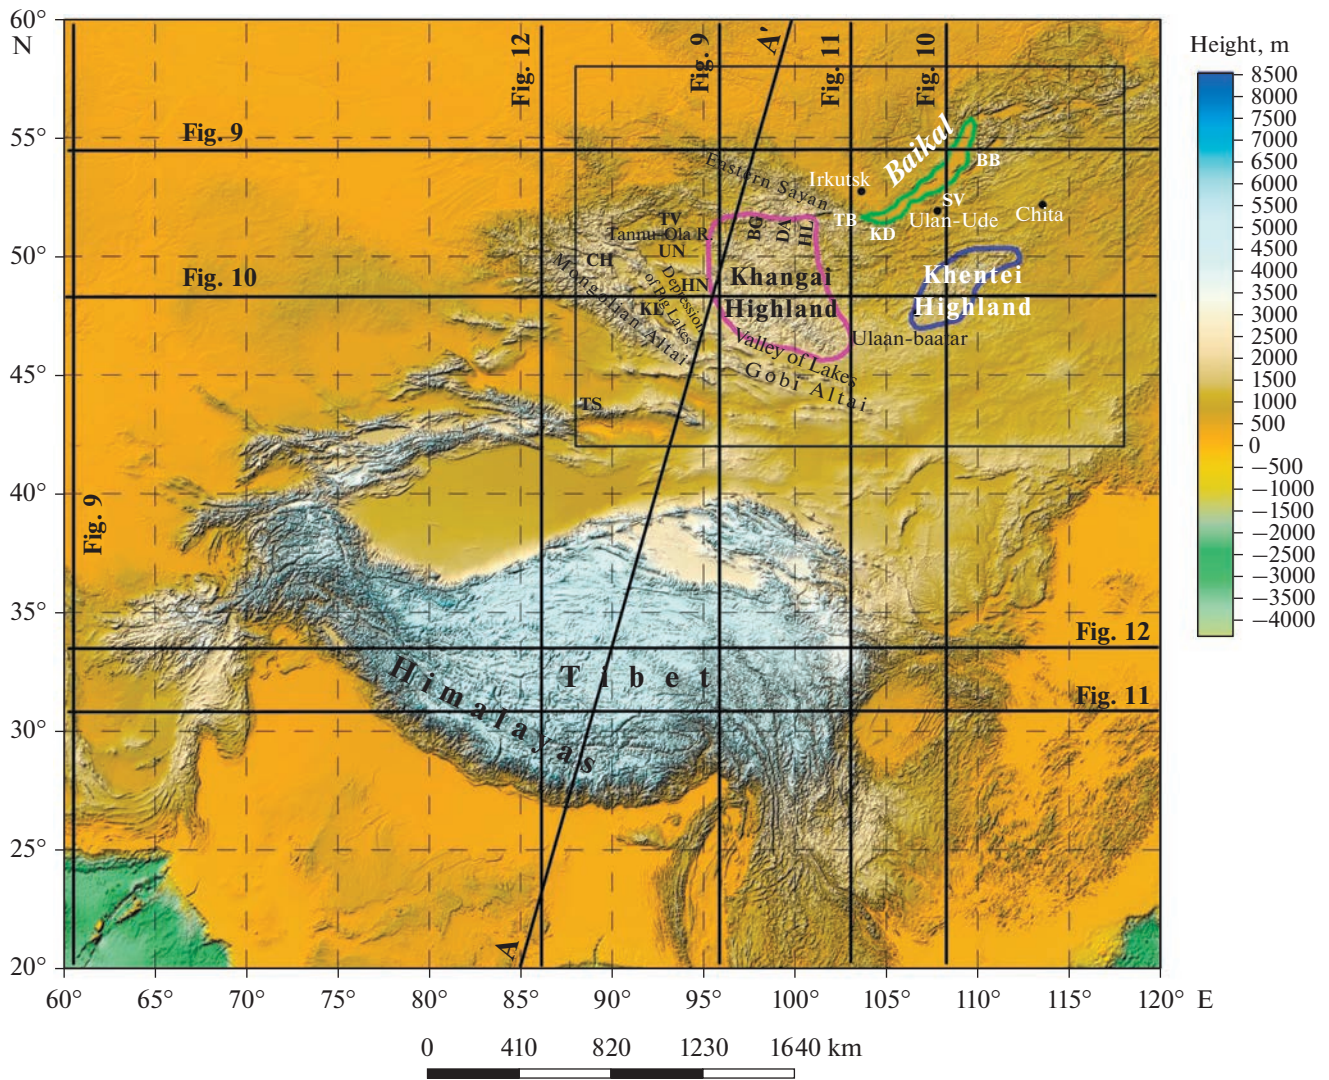 60°
N
55°
50°
45°
40°
35°
30°
25°
20°
60°
65°
70°
75°
80°
85°
90°
95°
100°
105°
110°
115°
120° E
Fig. 12
Fig. 9
A'
Fig. 11
Fig. 10
Fig. 9
Fig. 10
Fig. 9
Fig. 12
Fig. 11
A
Baikal
BB
Eastern Sayan
Irkutsk
SV
TB
KD
Ulan-Ude
Chita
TV
Tannu-Ola R.
UN
CH
BG
DA
HL
HN
KL
Mongolian Altai
Depression
of Big Lakes
Khangai
Highland
Khentei
Highland
Ulaan-baatar
Valley of Lakes
Gobi Altai
TS
Himalayas
Tibet
Height, m
8500
8000
7500
7000
6500
6000
5500
5000
4500
4000
3500
3000
2500
2000
1500
1000
500
0
−500
−1000
−1500
−2000
−2500
−3000
−3500
−4000
0
410
820
1230
1640 km